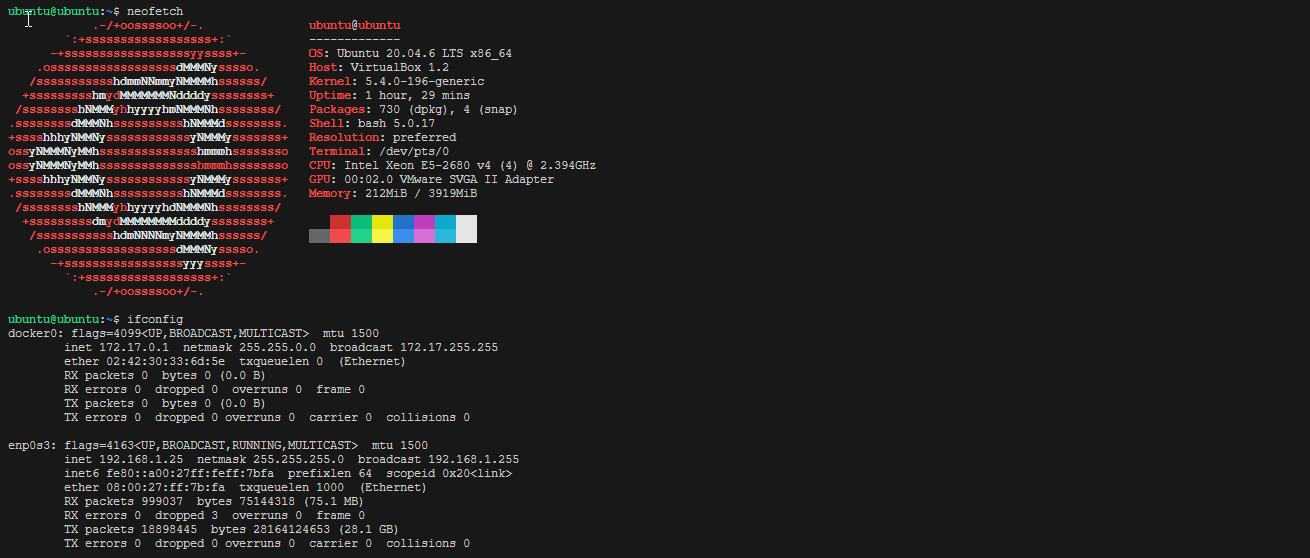 ubuntu@ubuntu:~$ neofetch
.-/+oossssoo+/-.
ubuntu@ubuntu
`:+ssssssssssssssssss+:`
-------------
-+ssssssssssssssssssyyssss+-
OS: Ubuntu 20.04.6 LTS x86_64
.ossssssssssssssssssdMMMNysssso.
Host: VirtualBox 1.2
/ssssssssssshdmmNNmmyNMMMMhssssss/
Kernel: 5.4.0-196-generic
+ssssssssshmydMMMMMMMNddddyssssssss+
Uptime: 1 hour, 29 mins
/sssssssshNMMMyhhyyyyhmNMMMNhssssssss/
Packages: 730 (dpkg), 4 (snap)
.ssssssssdMMMNhsssssssssshNMMMdssssssss.
Shell: bash 5.0.17
+sssshhhyNMMNyssssssssssssyNMMMysssssss+
Resolution: preferred
ossyNMMMNyMMhsssssssssssssshmmmhssssssso
Terminal: /dev/pts/0
ossyNMMMNyMMhsssssssssssssshmmmhssssssso
CPU: Intel Xeon E5-2680 v4 (4) @ 2.394GHz
+sssshhhyNMMNyssssssssssssyNMMMysssssss+
GPU: 00:02.0 VMware SVGA II Adapter
.ssssssssdMMMNhsssssssssshNMMMdssssssss.
Memory: 212MiB / 3919MiB
/sssssssshNMMMyhhyyyyhdNMMMNhssssssss/
+sssssssssdmydMMMMMMMMddddyssssssss+
/ssssssssssshdmNNNNmyNMMMMhssssss/
.ossssssssssssssssssdMMMNysssso.
-+sssssssssssssssssyyyssss+-
`:+ssssssssssssssssss+:`
.-/+oossssoo+/-.
ubuntu@ubuntu:~$ ifconfig
docker0: flags=4099<UP,BROADCAST,MULTICAST>  mtu 1500
inet 172.17.0.1  netmask 255.255.0.0  broadcast 172.17.255.255
ether 02:42:30:33:6d:5e  txqueuelen 0  (Ethernet)
RX packets 0  bytes 0 (0.0 B)
RX errors 0  dropped 0  overruns 0  frame 0
TX packets 0  bytes 0 (0.0 B)
TX errors 0  dropped 0 overruns 0  carrier 0  collisions 0
enp0s3: flags=4163<UP,BROADCAST,RUNNING,MULTICAST>  mtu 1500
inet 192.168.1.25  netmask 255.255.255.0  broadcast 192.168.1.255
inet6 fe80::a00:27ff:feff:7bfa  prefixlen 64  scopeid 0x20<link>
ether 08:00:27:ff:7b:fa  txqueuelen 1000  (Ethernet)
RX packets 999037  bytes 75144318 (75.1 MB)
RX errors 0  dropped 3  overruns 0  frame 0
TX packets 18898445  bytes 28164124653 (28.1 GB)
TX errors 0  dropped 0 overruns 0  carrier 0  collisions 0